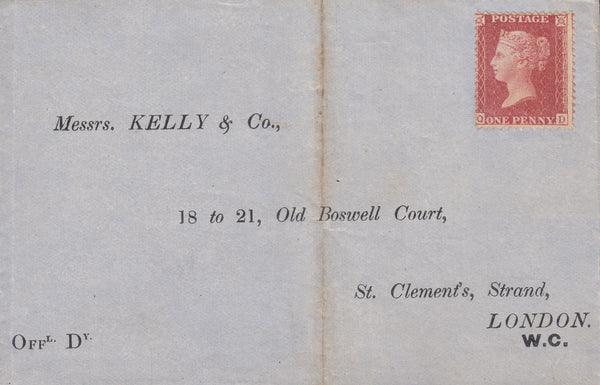 POSTAGE
Q D
ONE PENNY
Messrs. KELLY & Co.,
18 to 21, Old Boswell Court,
St. Clement's, Strand,
LONDON.
W.C.
OFFL. DY.